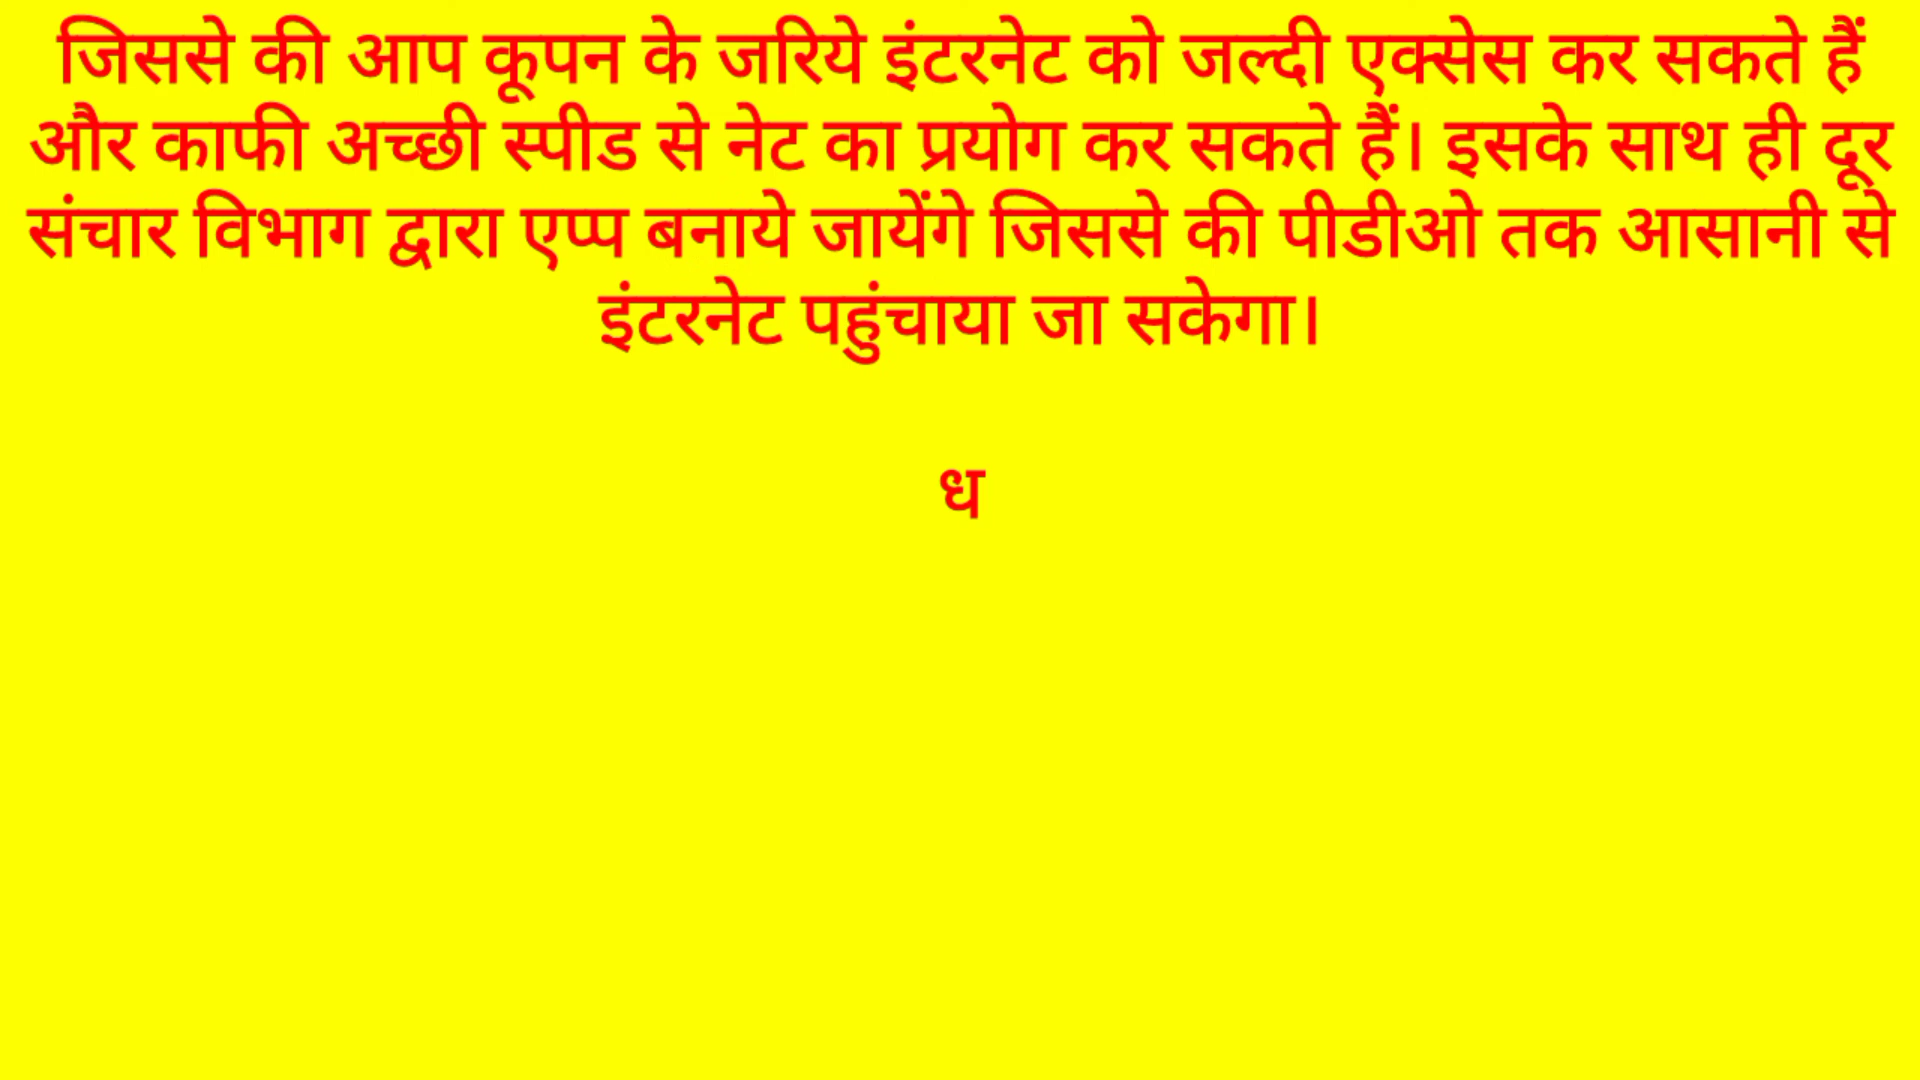 जिससे की आप कूपन के जरिये इंटरनेट को जल्दी एक्सेस कर सकते हैं
और काफी अच्छी स्पीड से नेट का प्रयोग कर सकते हैं। इसके साथ ही दूर
संचार विभाग द्वारा एप्प बनाये जायेंगे जिससे की पीडीओ तक आसानी से
इंटरनेट पहुंचाया जा सकेगा।
ध